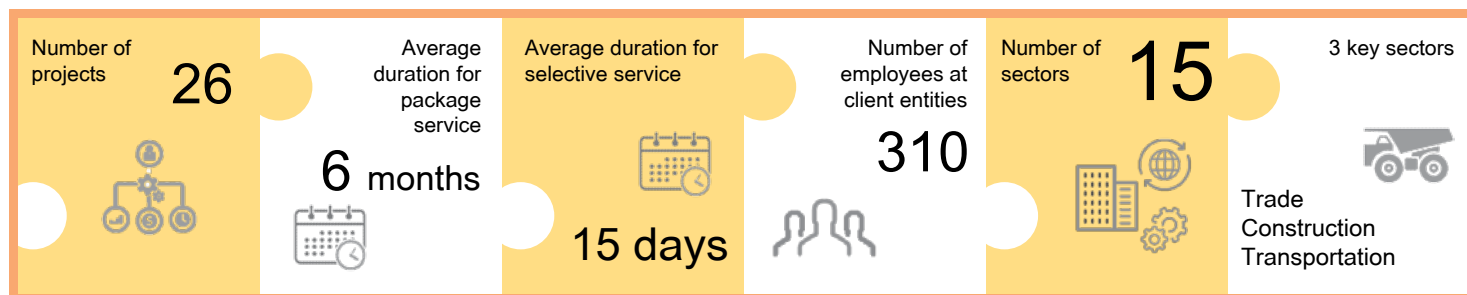 Number of
projects
26
Average
duration for
package
service
6 months
Average duration for
selective service
15 days
Number of
employees at
client entities
310
Number of
sectors
15
3 key sectors
Trade
Construction
Transportation